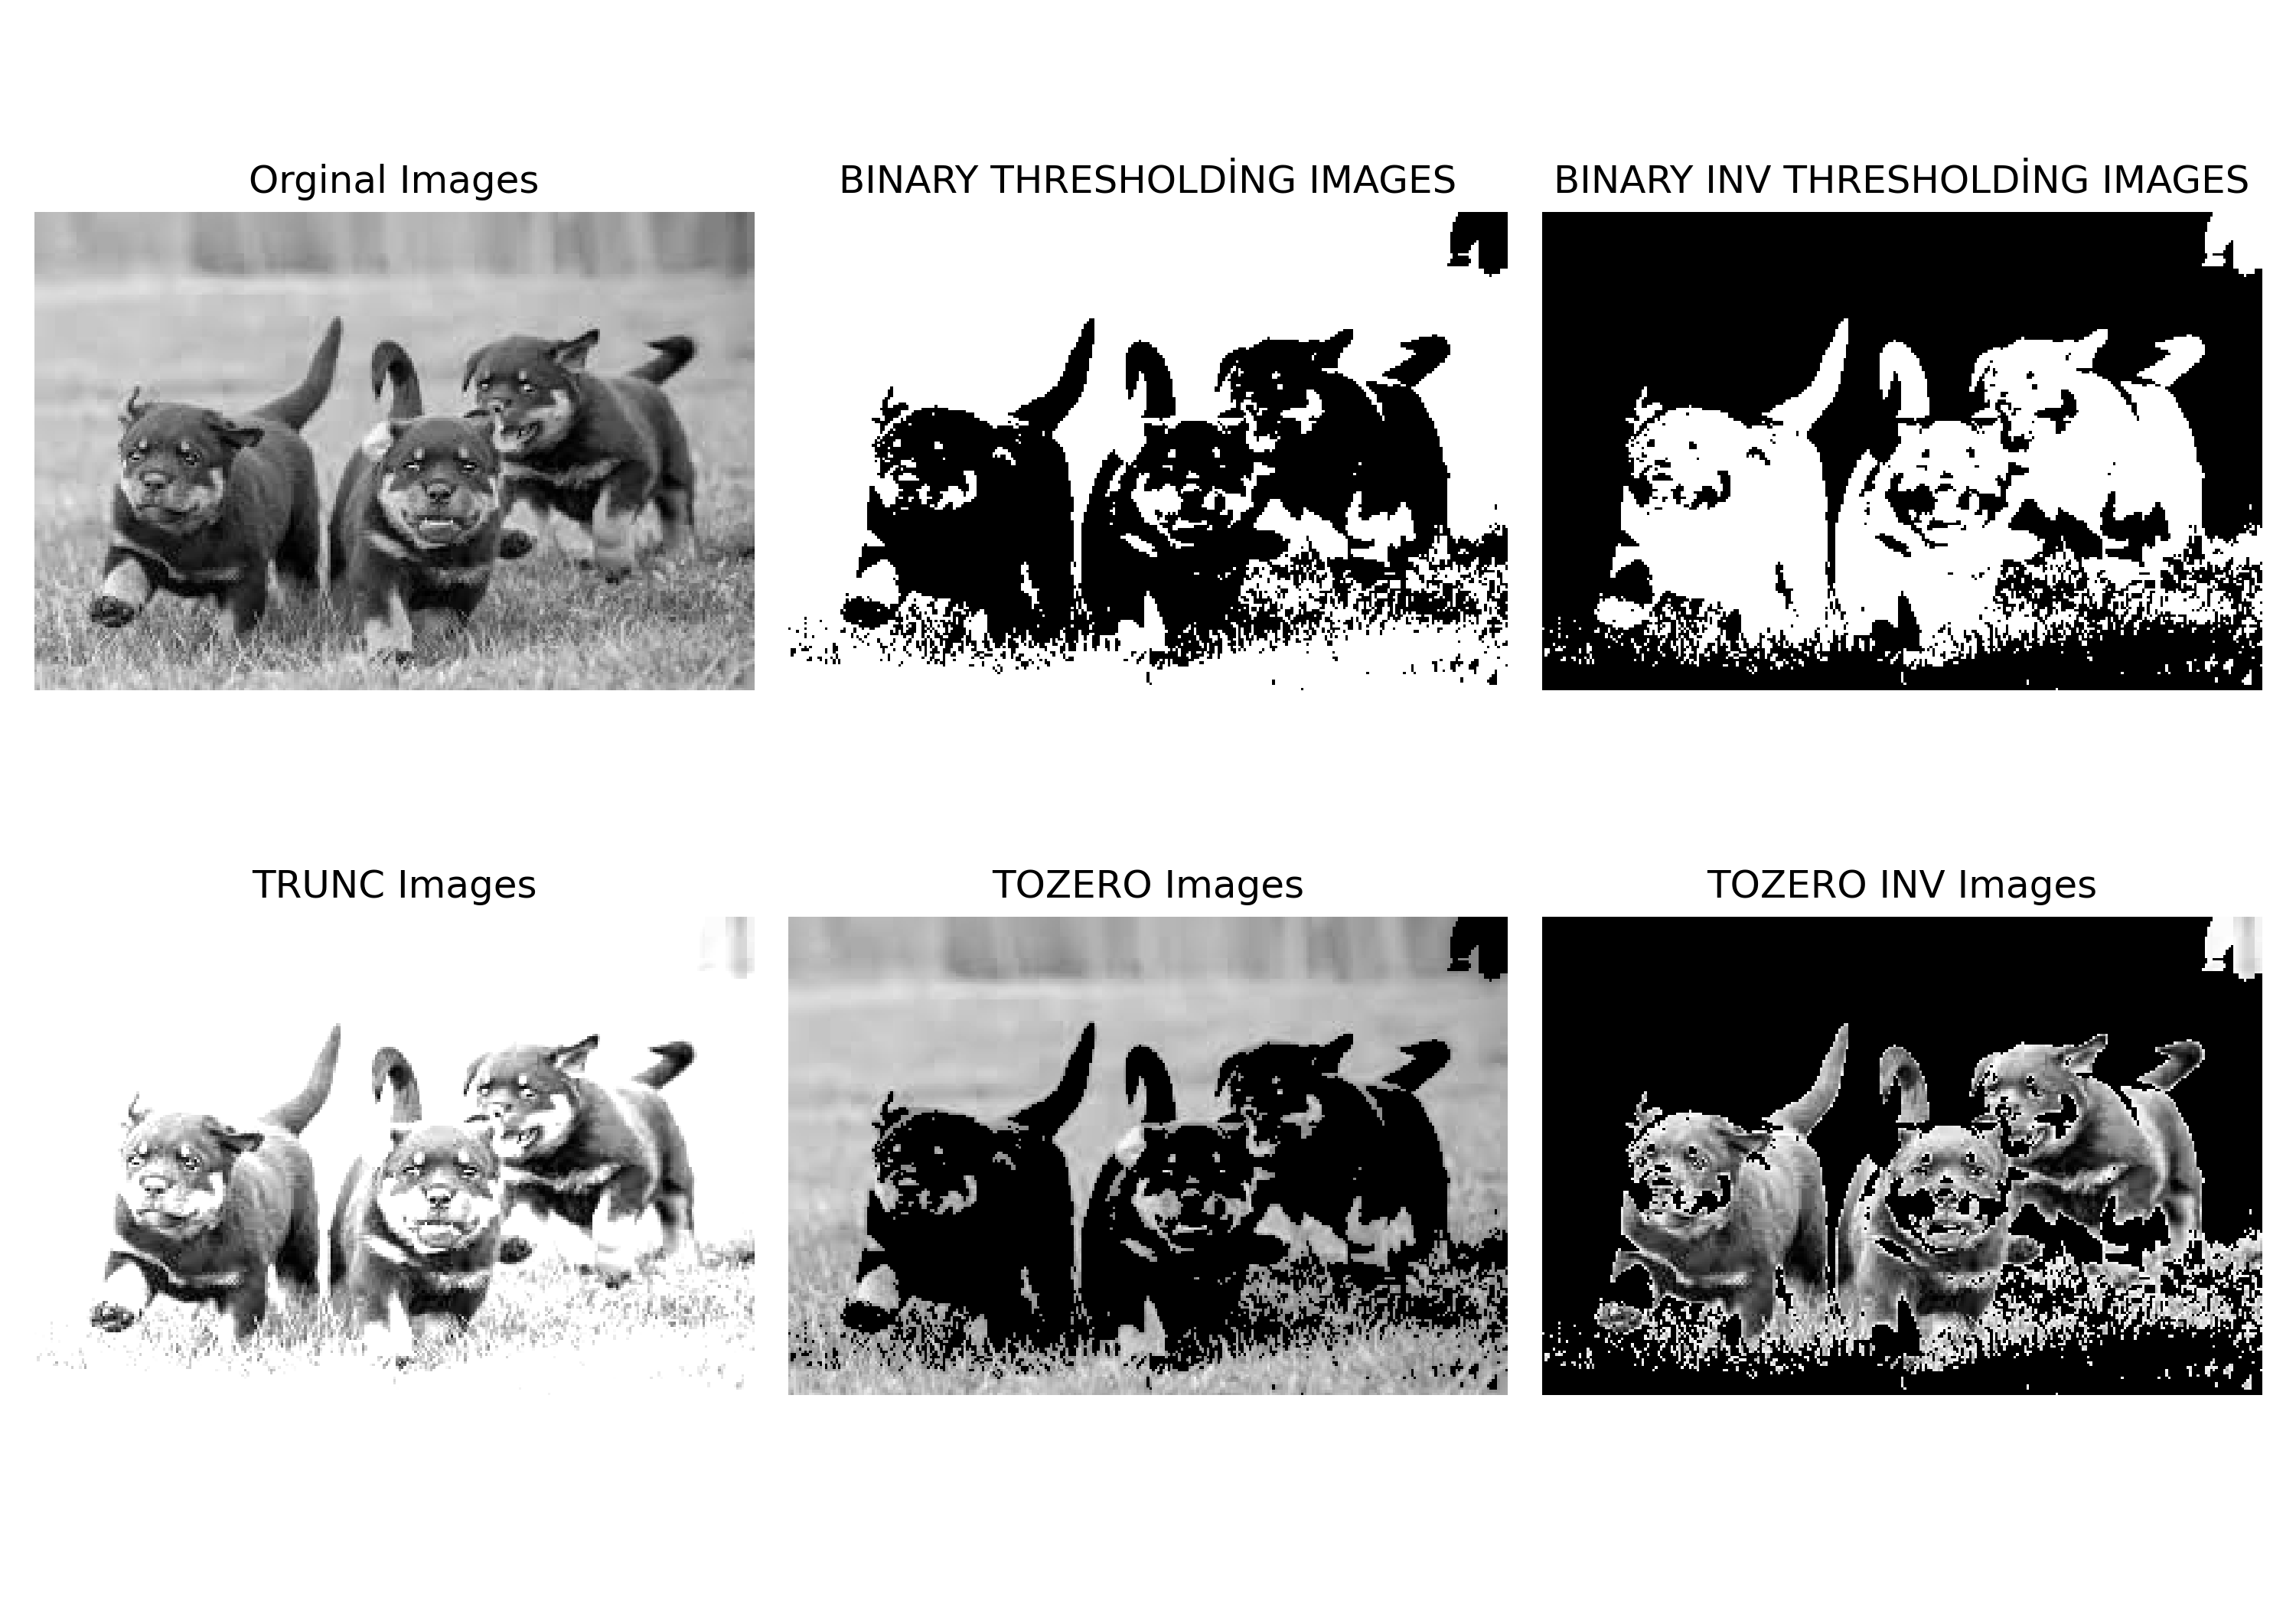 Orginal Images
BINARY THRESHOLDİNG IMAGES
BINARY INV THRESHOLDİNG IMAGES
TRUNC Images
TOZERO Images
TOZERO INV Images